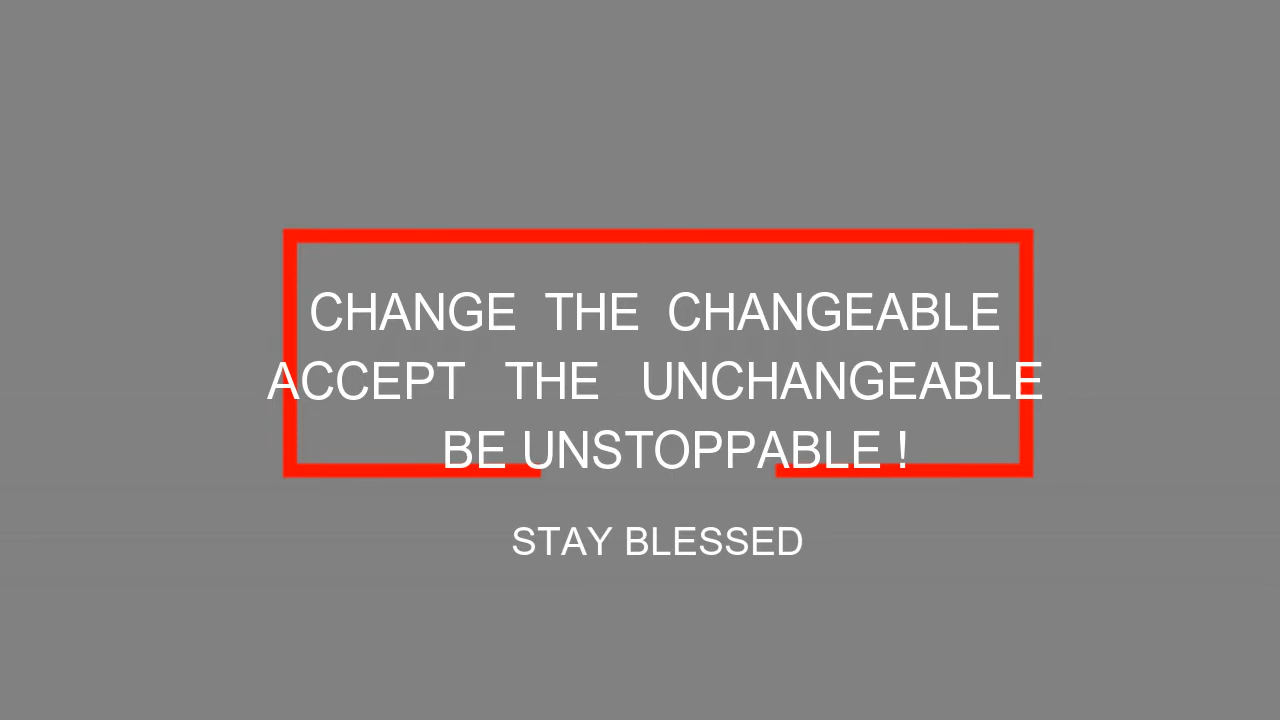 CHANGE THE CHANGEABLE
ACCEPT THE UNCHANGEABLE
BE UNSTOPPABLE !
STAY BLESSED